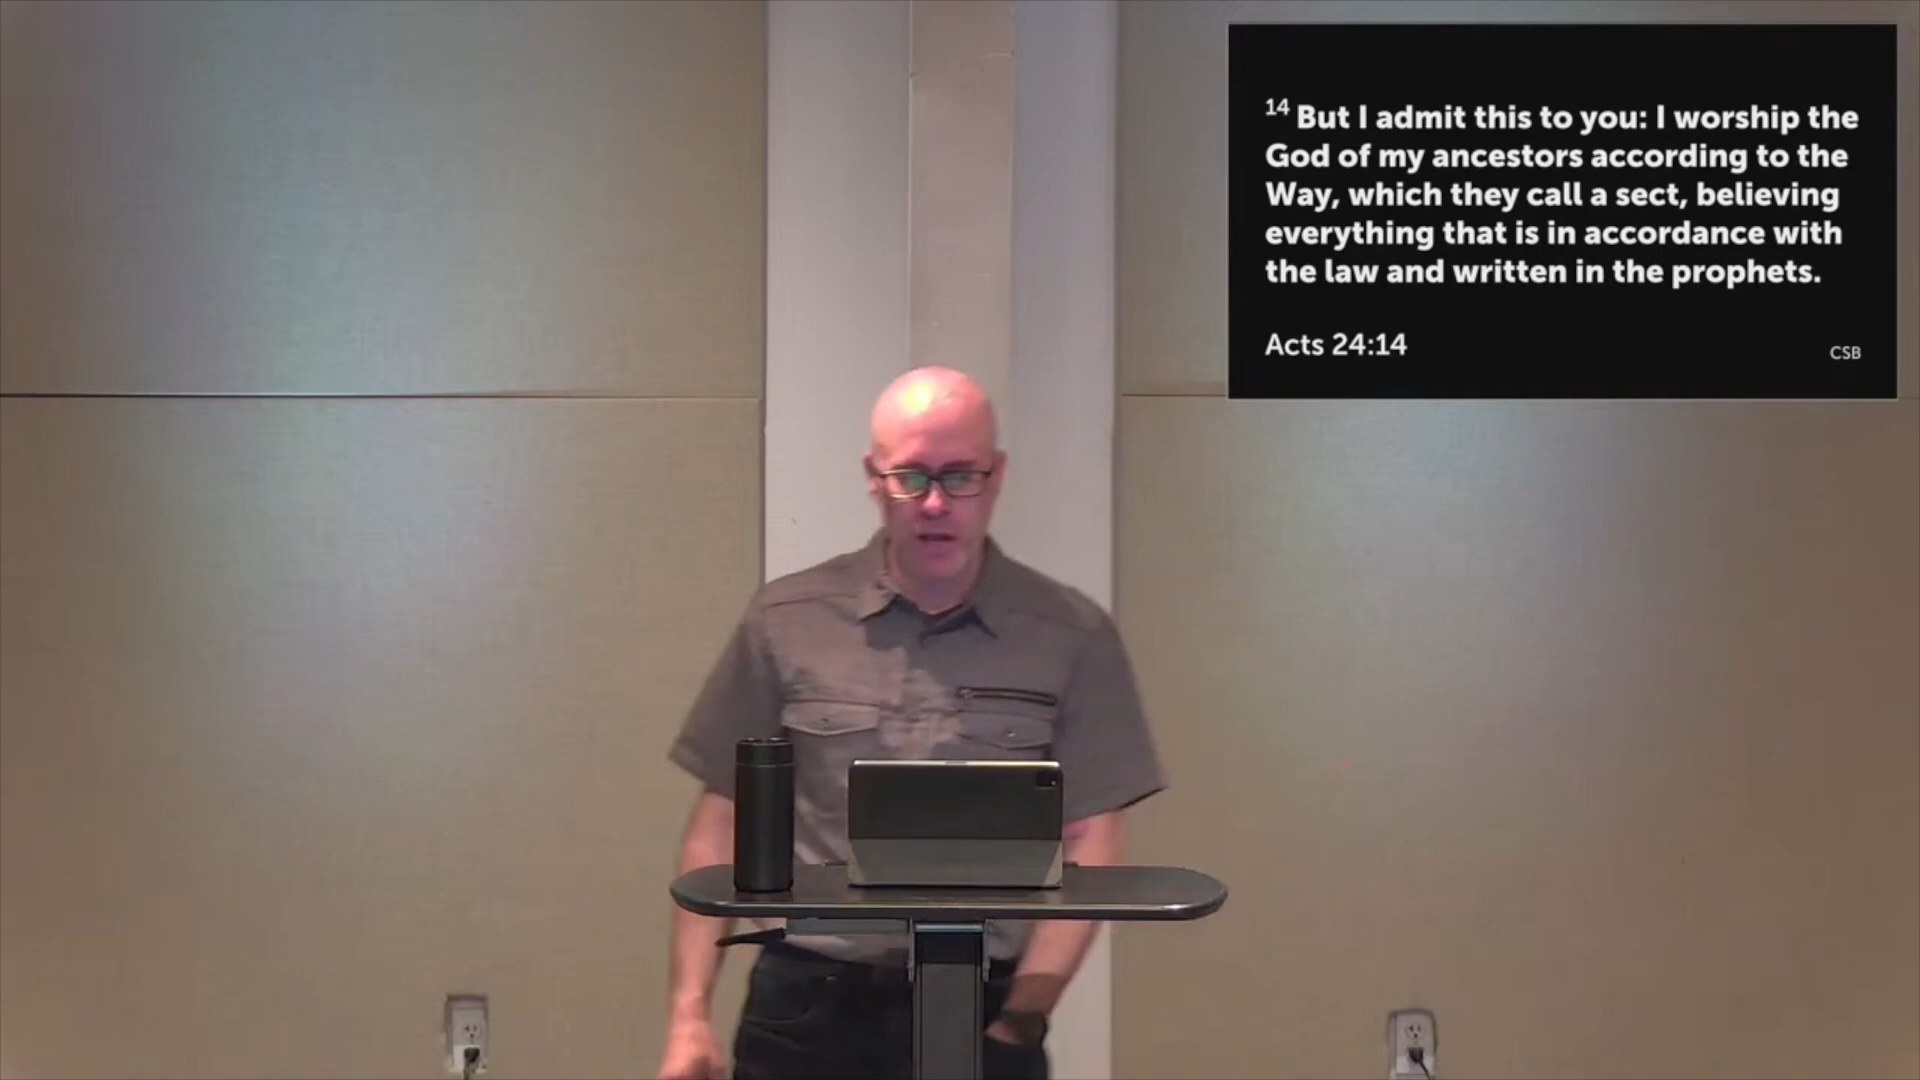 14 But I admit this to you: I worship the
God of my ancestors according to the
Way, which they call a sect, believing
everything that is in accordance with
the law and written in the prophets.
Acts 24:14
CSB